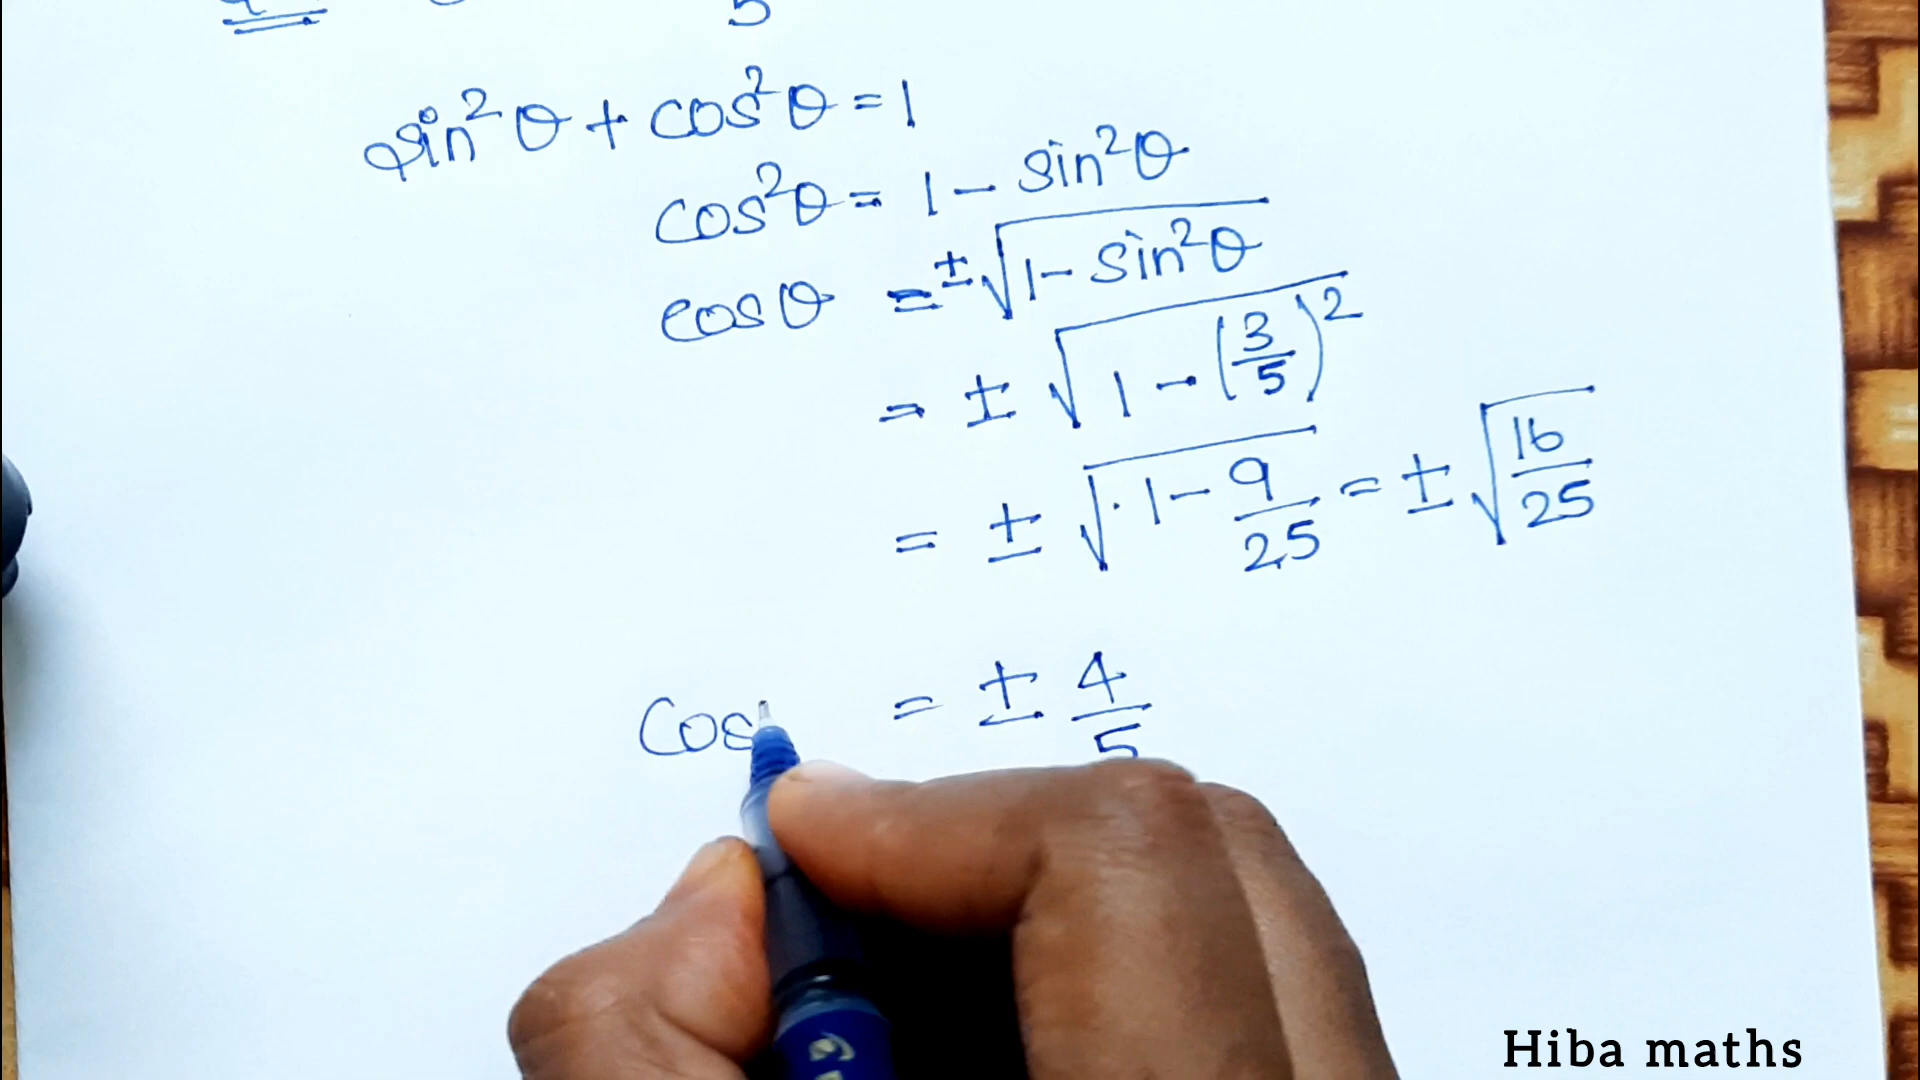 5
sin²θ + cos²θ = 1
cos²θ = 1 - sin²θ
cosθ = ±√(1 - sin²θ)
= ± √(1 - (3/5)²)
= ± √(1 - 9/25) = ± √(16/25)
Cos = ± 4/5
Hiba maths